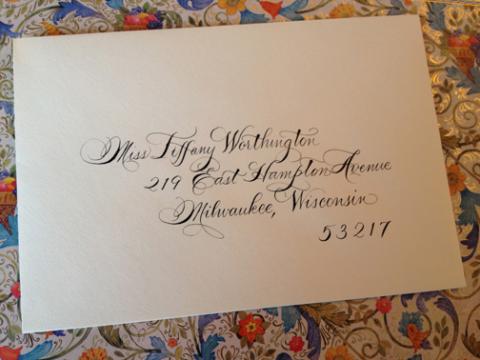 Miss Tiffany Worthington
219 East Hampton Avenue
Milwaukee, Wisconsin
53217